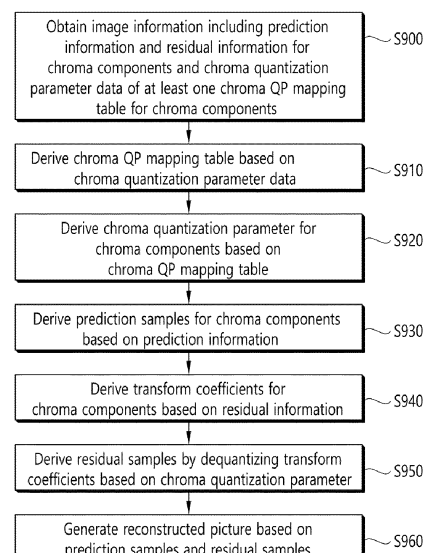 Obtain image information including prediction
information and residual information for
chroma components and chroma quantization
parameter data of at least one chroma QP mapping
table for chroma components
S900
Derive chroma QP mapping table based on
chroma quantization parameter data
S910
Derive chroma quantization parameter for
chroma components based on
chroma QP mapping table
S920
Derive prediction samples for chroma components
based on prediction information
S930
Derive transform coefficients for
chroma components based on residual information
S940
Derive residual samples by dequantizing transform
coefficients based on chroma quantization parameter
S950
Generate reconstructed picture based on
prediction samples and residual samples
S960